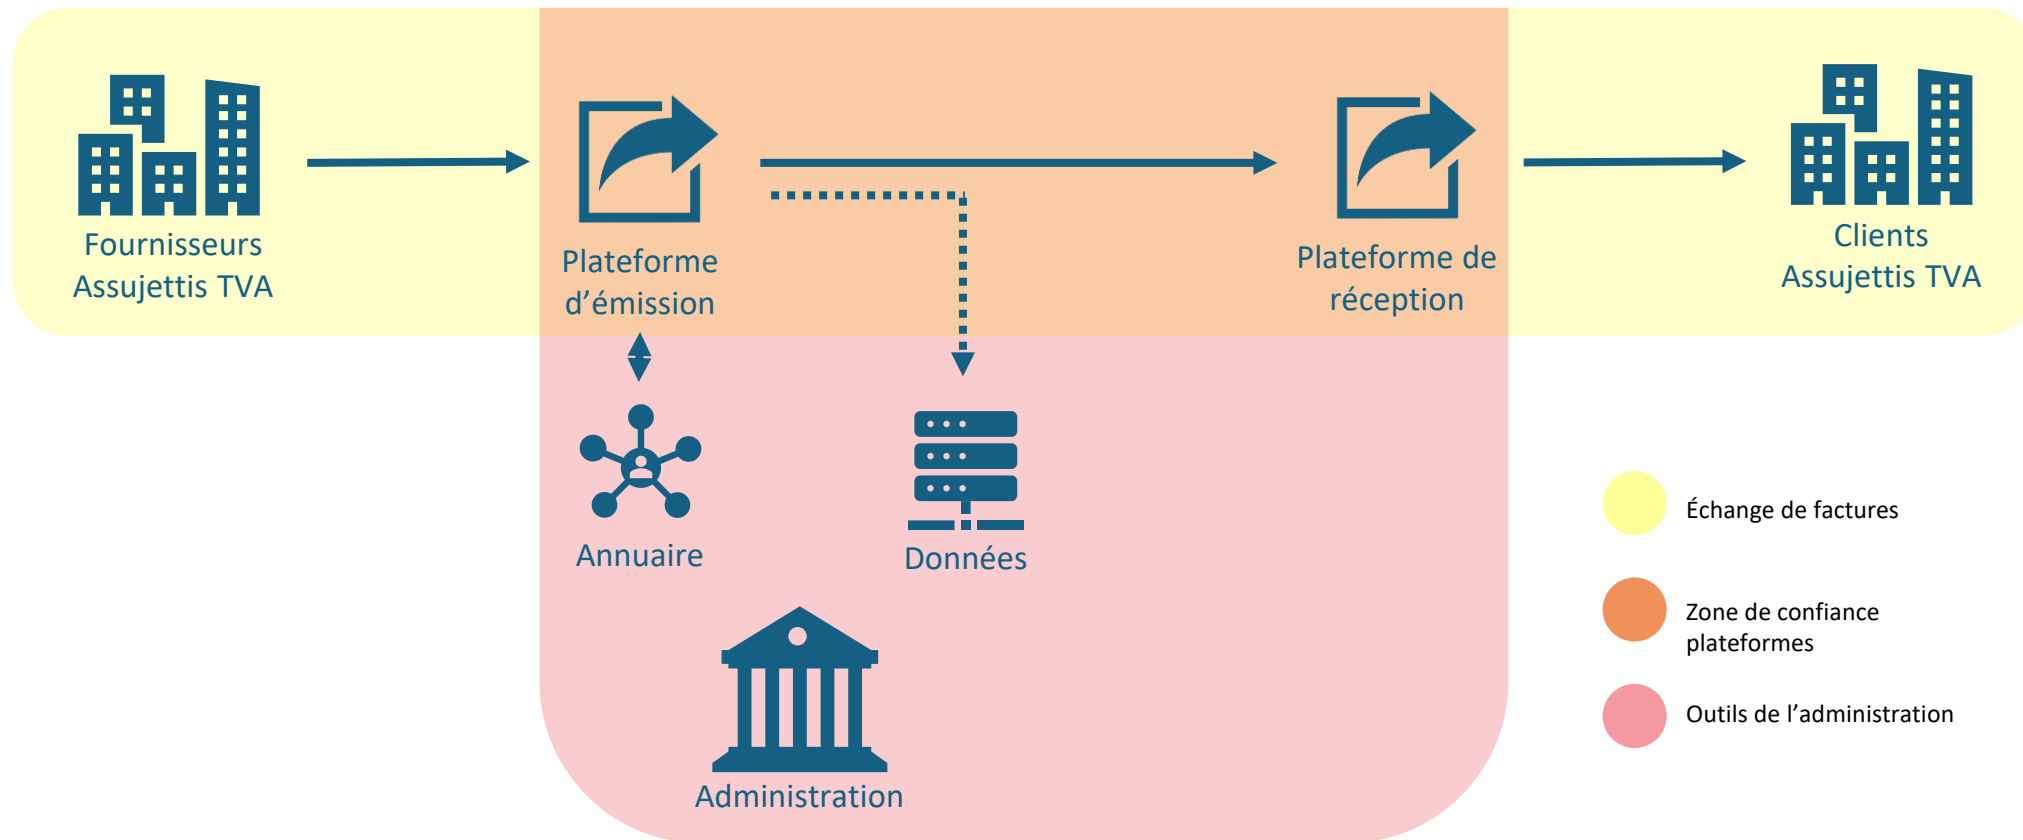 Fournisseurs
Assujettis TVA
Plateforme
d’émission
Plateforme de
réception
Clients
Assujettis TVA
Annuaire
Données
Administration
Échange de factures
Zone de confiance
plateformes
Outils de l’administration